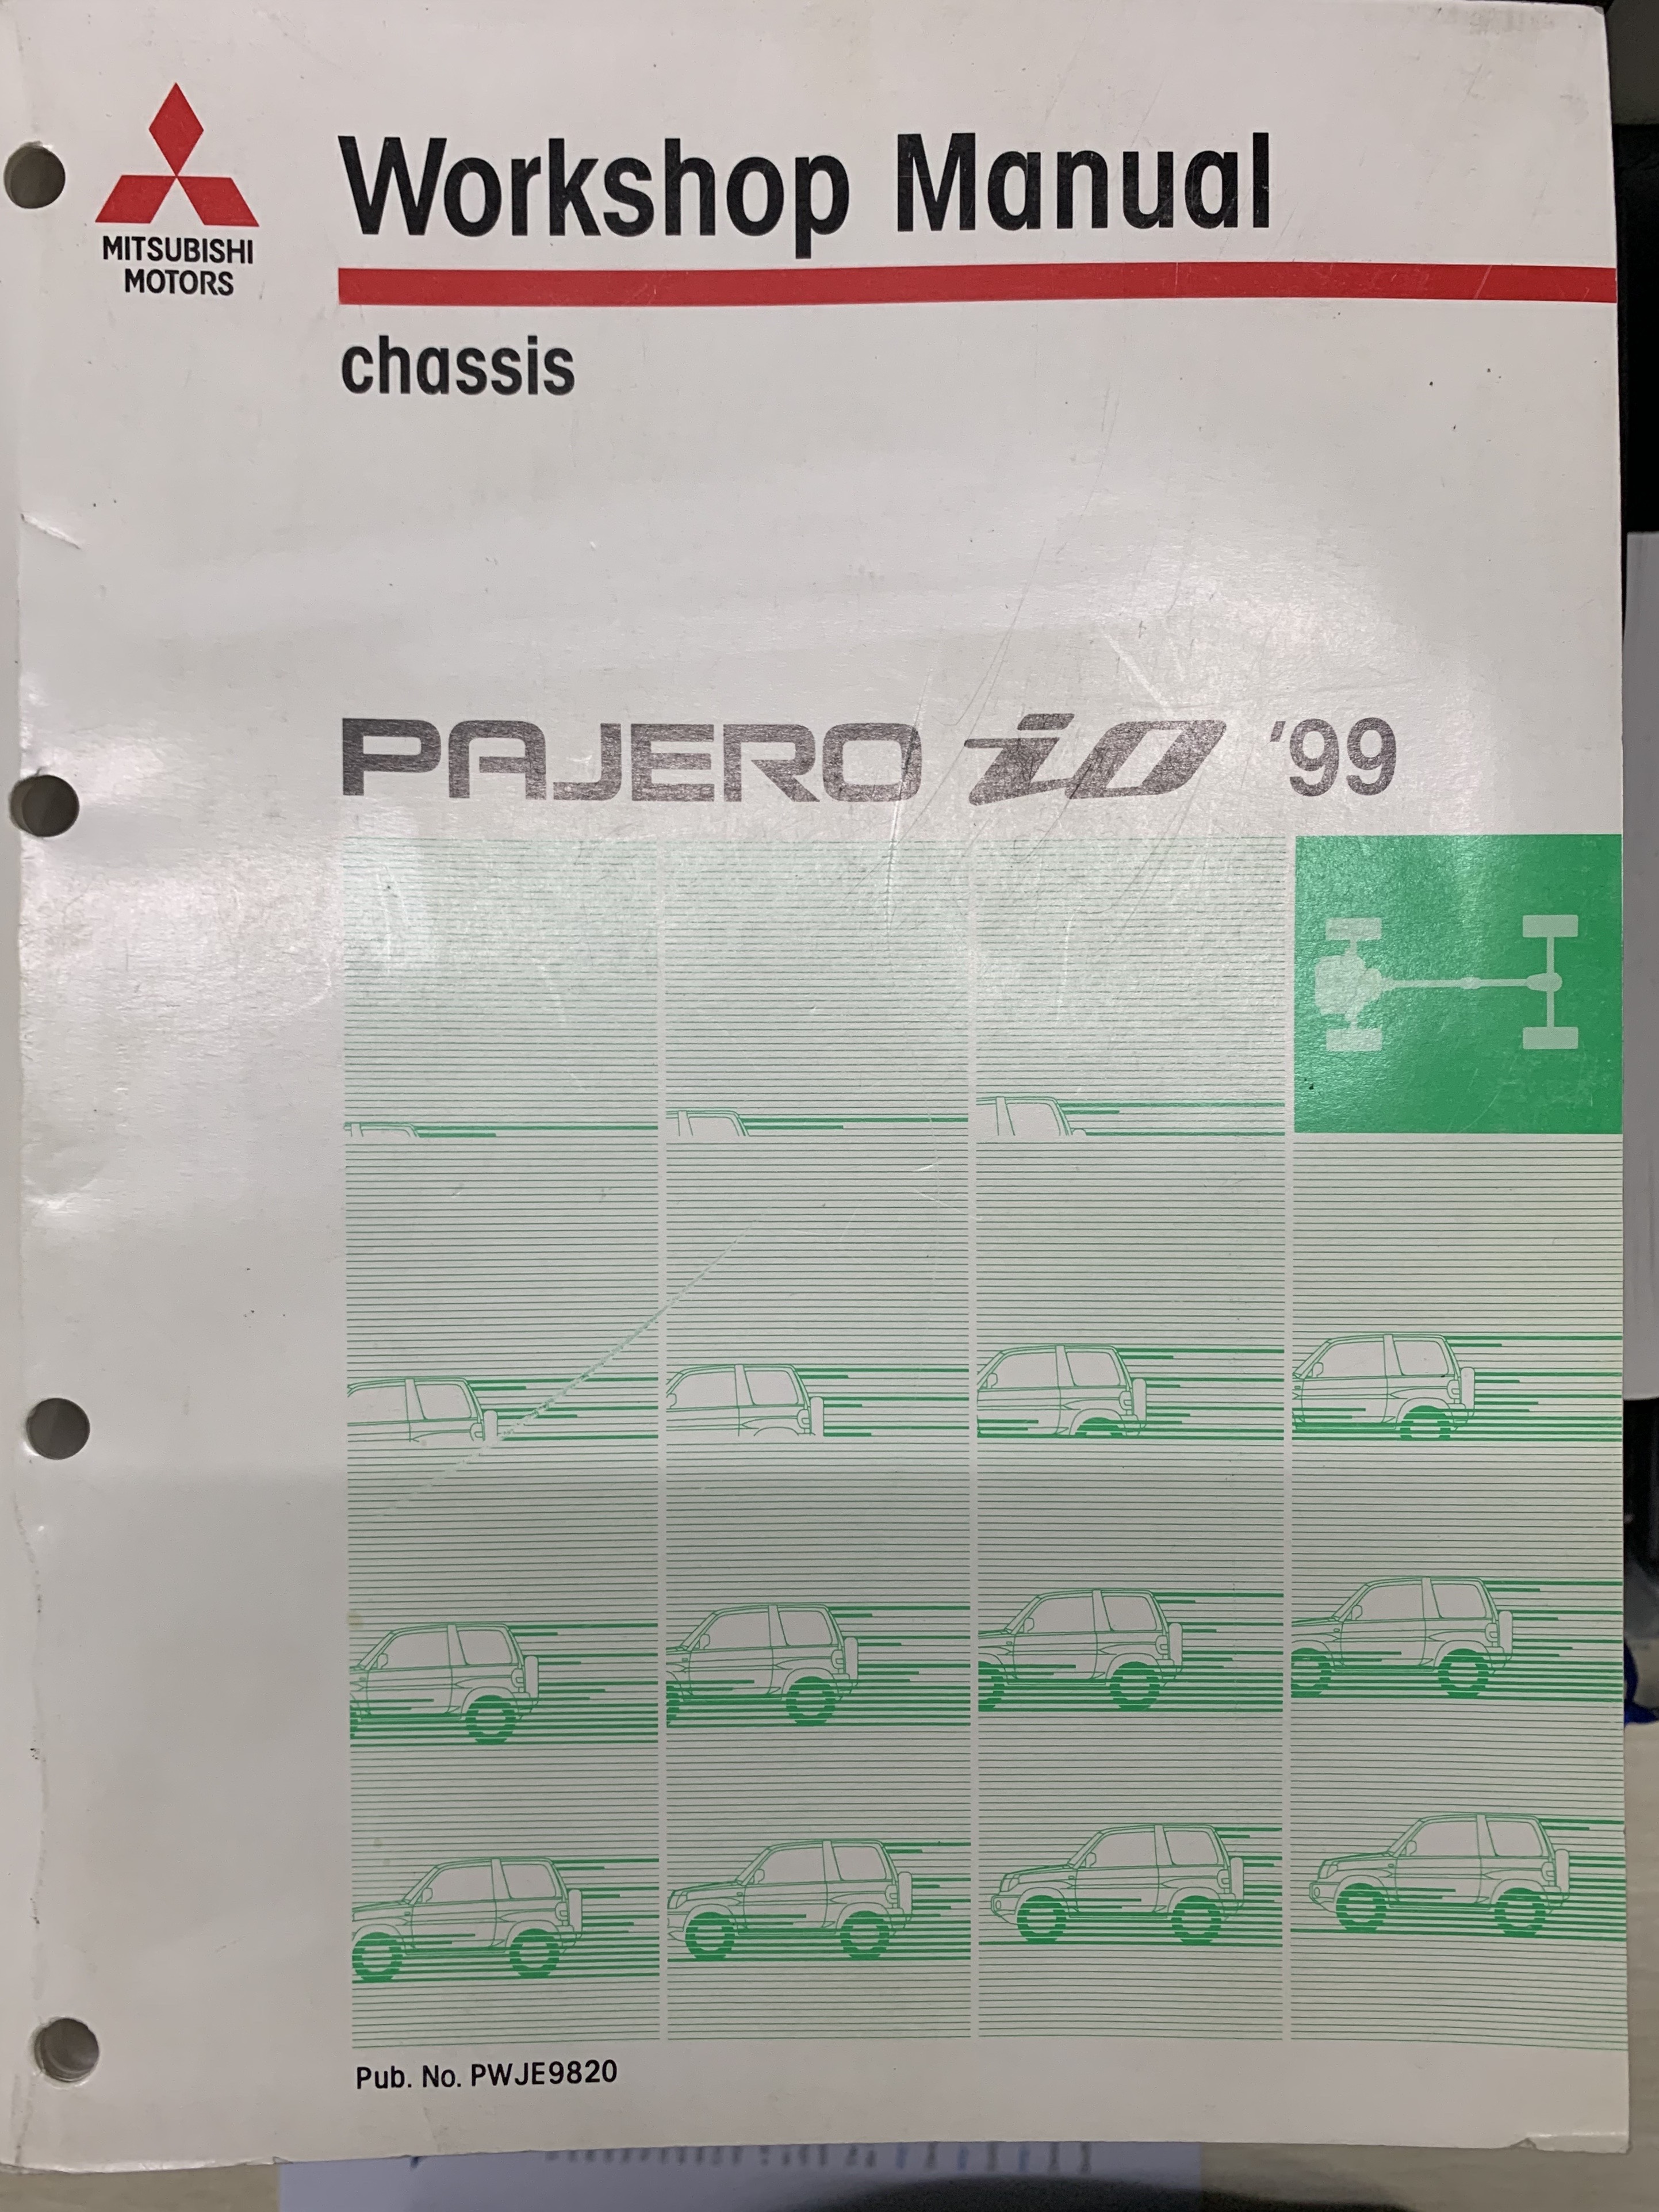 MITSUBISHI
MOTORS
Workshop Manual
chassis
PAJERO iO '99
Pub. No. PWJE9820